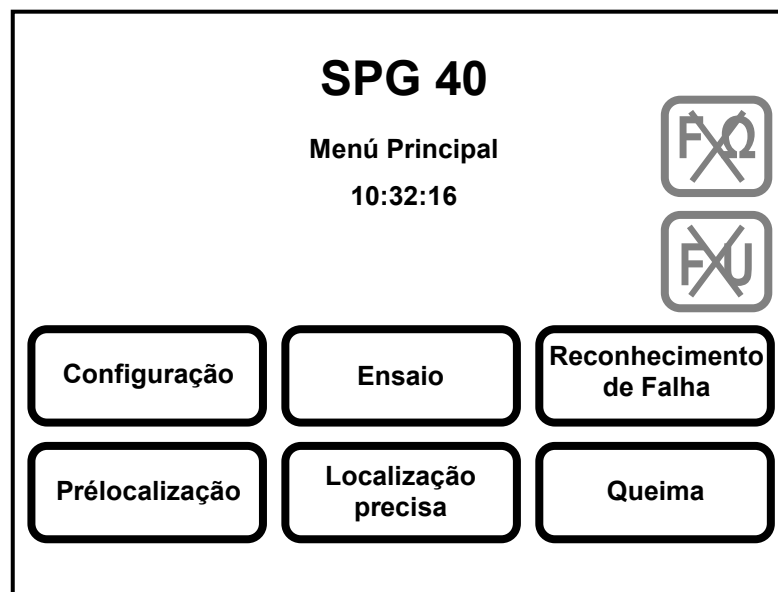 SPG 40
Menú Principal
10:32:16
F Ω
F U
Configuração
Ensaio
Reconhecimento
de Falha
Prélocalização
Localização
precisa
Queima